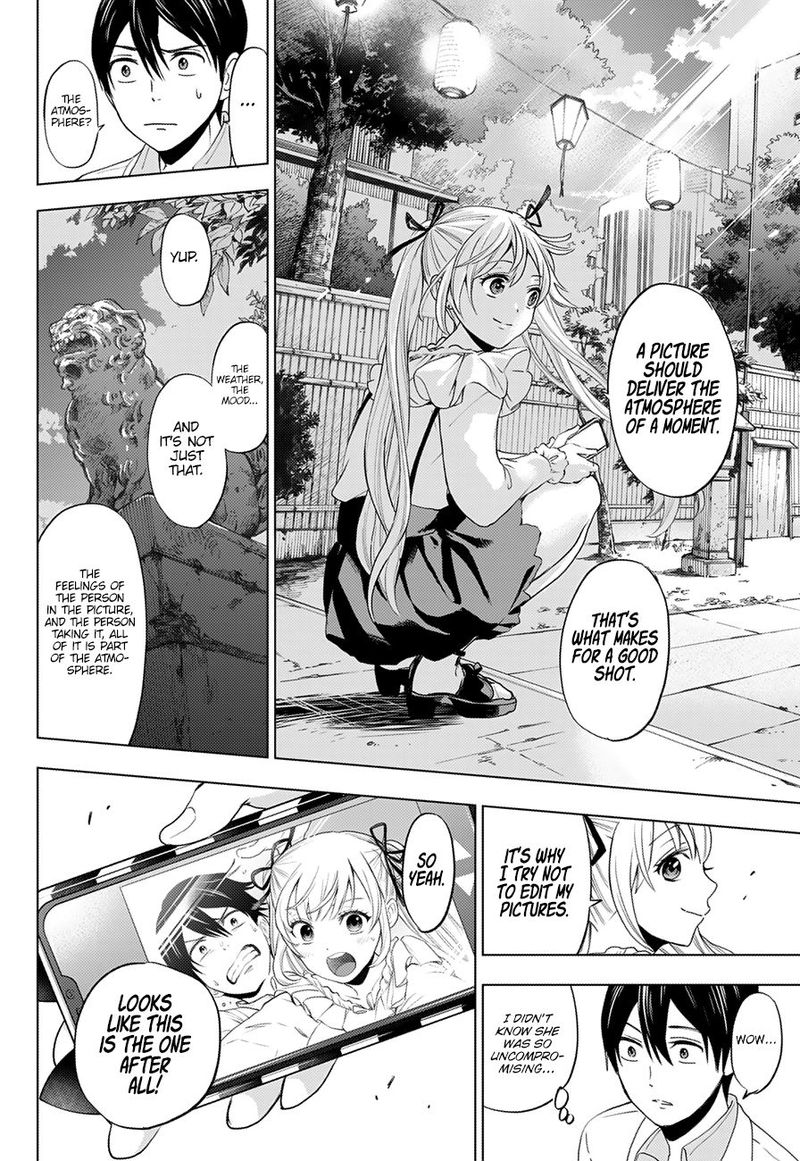 A PICTURE
SHOULD
DELIVER THE
ATMOSPHERE
OF A MOMENT.
THAT'S
WHAT MAKES
FOR A GOOD
SHOT.
...
THE
ATMOS-
PHERE?
YUP.
THE
WEATHER,
THE
MOOD...
AND
IT'S NOT
JUST
THAT.
THE
FEELINGS OF
THE PERSON
IN THE PICTURE,
AND THE PERSON
TAKING IT, ALL
OF IT IS PART
OF THE ATMO-
SPHERE.
IT'S WHY
I TRY NOT
TO EDIT MY
PICTURES.
WOW...
I DIDN'T
KNOW SHE
WAS SO
UNCOMPRO-
MISING...
SO
YEAH.
LOOKS
LIKE THIS
IS THE ONE
AFTER
ALL!